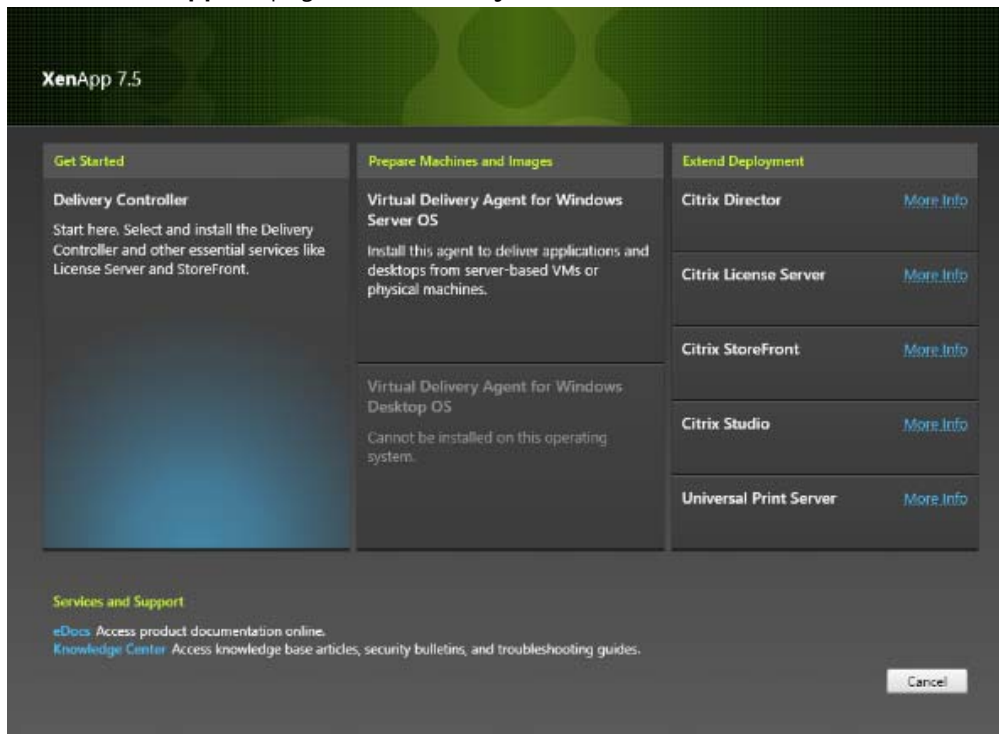 XenApp 7.5
Get Started
Delivery Controller
Start here. Select and install the Delivery
Controller and other essential services like
License Server and StoreFront.
Prepare Machines and Images
Virtual Delivery Agent for Windows
Server OS
Install this agent to deliver applications and
desktops from server-based VMs or
physical machines.
Virtual Delivery Agent for Windows
Desktop OS
Cannot be installed on this operating
system.
Extend Deployment
Citrix Director More Info
Citrix License Server More Info
Citrix StoreFront More Info
Citrix Studio More Info
Universal Print Server More Info
Services and Support
eDocs Access product documentation online.
Knowledge Center Access knowledge base articles, security bulletins, and troubleshooting guides.
Cancel